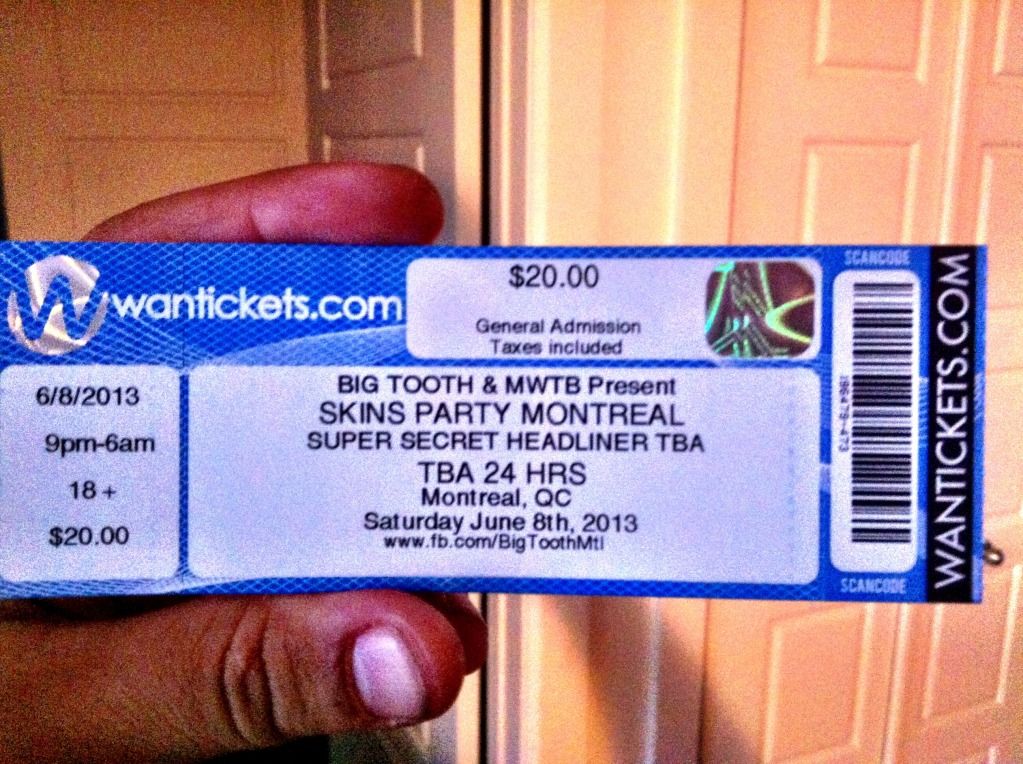 wantickets.com
$20.00
General Admission
Taxes included
6/8/2013
9pm-6am
18 +
$20.00
BIG TOOTH & MWTB Present
SKINS PARTY MONTREAL
SUPER SECRET HEADLINER TBA
TBA 24 HRS
Montreal, QC
Saturday June 8th, 2013
www.fb.com/BigToothMtl
SCANCODE
SCANCODE
WANTICKETS.COM